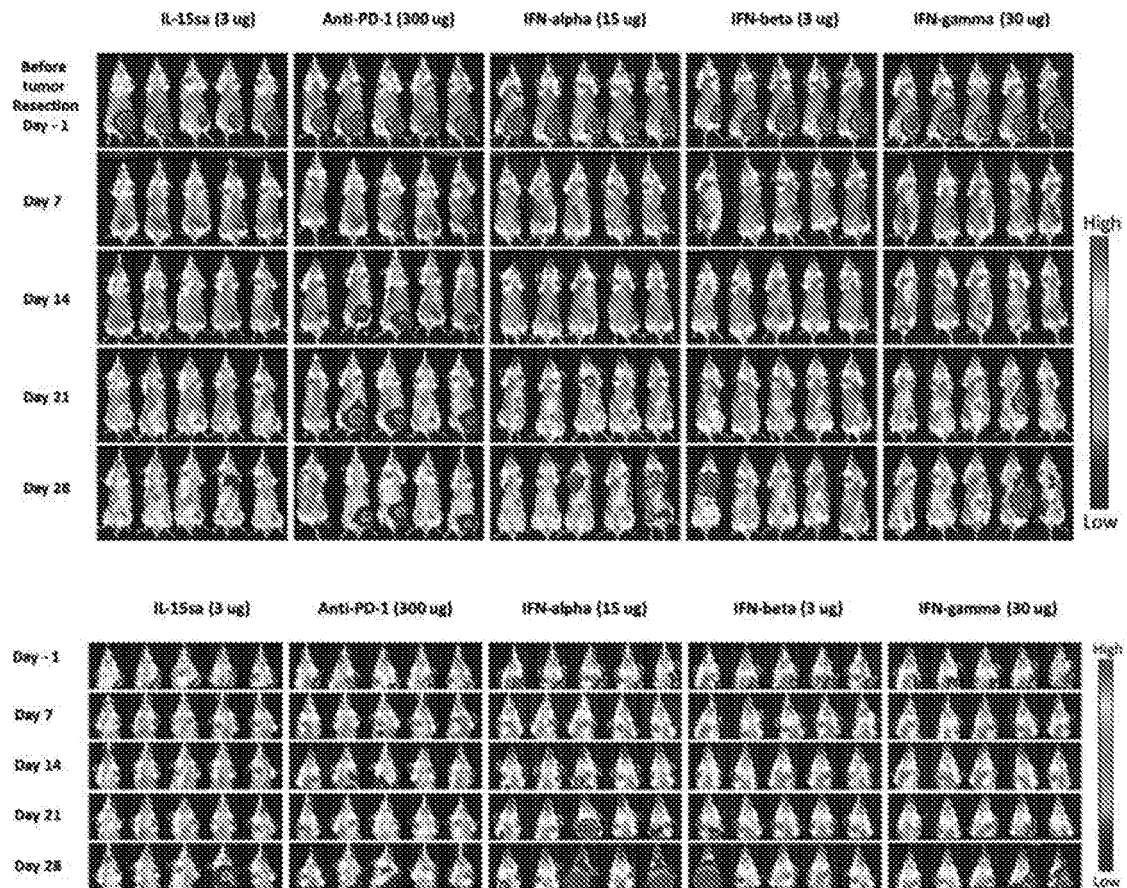 IL-15sa (3 ug) Anti-PD-1 (300 ug) IFN-alpha (15 ug) IFN-beta (3 ug) IFN-gamma (30 ug)
Before
tumor
Resection
Day - 1
Day 7
Day 14
Day 21
Day 28
High
Low
IL-15sa (3 ug) Anti-PD-1 (300 ug) IFN-alpha (15 ug) IFN-beta (3 ug) IFN-gamma (30 ug)
Day - 1
Day 7
Day 14
Day 21
Day 28
High
Low